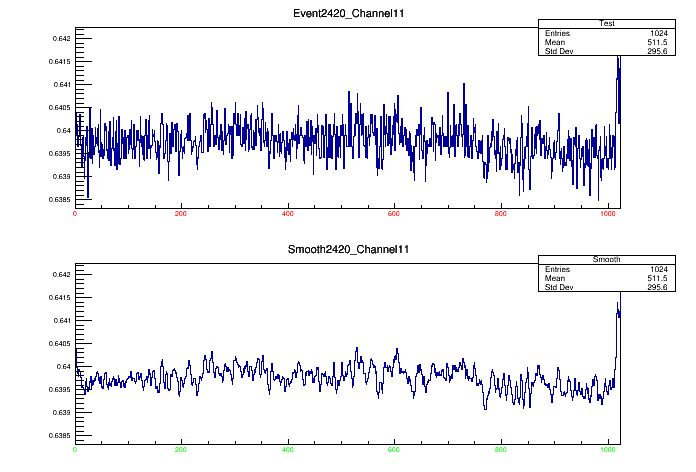 Event2420_Channel11
Test
Entries 1024
Mean 511.5
Std Dev 295.6
0.642
0.6415
0.641
0.6405
0.64
0.6395
0.639
0.6385
0 200 400 600 800 1000
Smooth2420_Channel11
Smooth
Entries 1024
Mean 511.5
Std Dev 295.6
0.642
0.6415
0.641
0.6405
0.64
0.6395
0.639
0.6385
0 200 400 600 800 1000